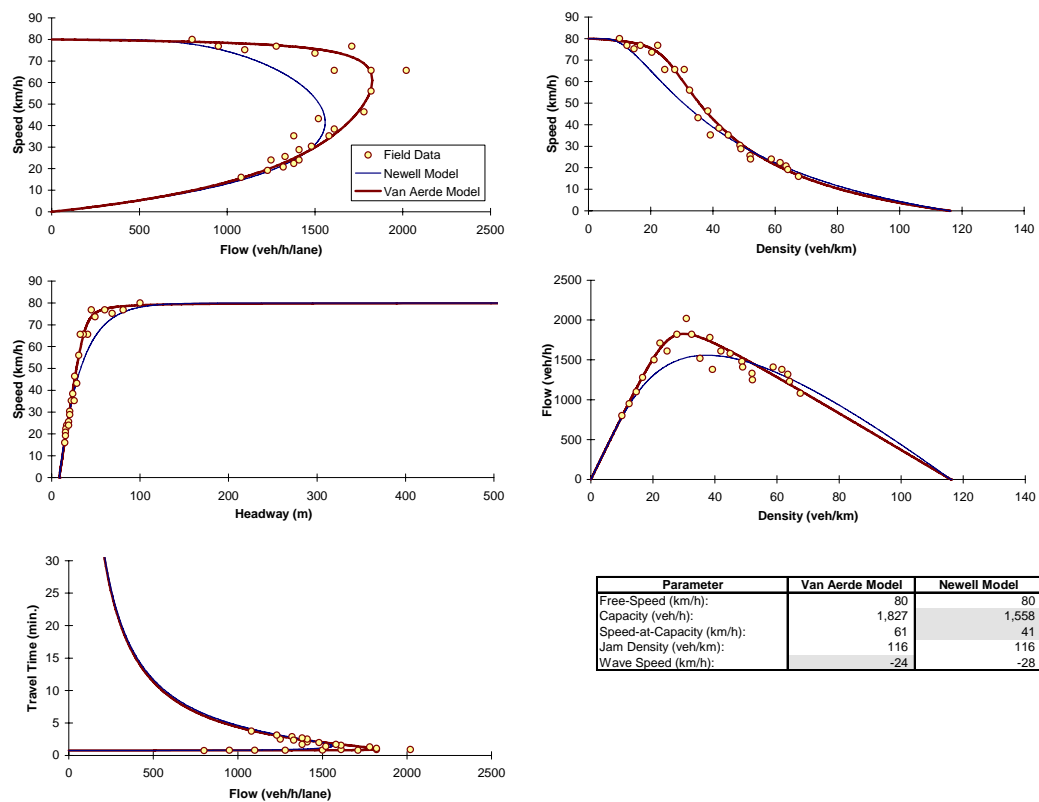 90
80
70
60
50
40
30
20
10
0
Speed (km/h)
0 500 1000 1500 2000 2500
Flow (veh/h/lane)
Field Data
Newell Model
Van Aerde Model
90
80
70
60
50
40
30
20
10
0
Speed (km/h)
0 20 40 60 80 100 120 140
Density (veh/km)
90
80
70
60
50
40
30
20
10
0
Speed (km/h)
0 100 200 300 400 500
Headway (m)
2500
2000
1500
1000
500
0
Flow (veh/h)
0 20 40 60 80 100 120 140
Density (veh/km)
30
25
20
15
10
5
0
Travel Time (min.)
0 500 1000 1500 2000 2500
Flow (veh/h/lane)
Parameter Van Aerde Model Newell Model
Free-Speed (km/h): 80 80
Capacity (veh/h): 1,827 1,558
Speed-at-Capacity (km/h): 61 41
Jam Density (veh/km): 116 116
Wave Speed (km/h): -24 -28